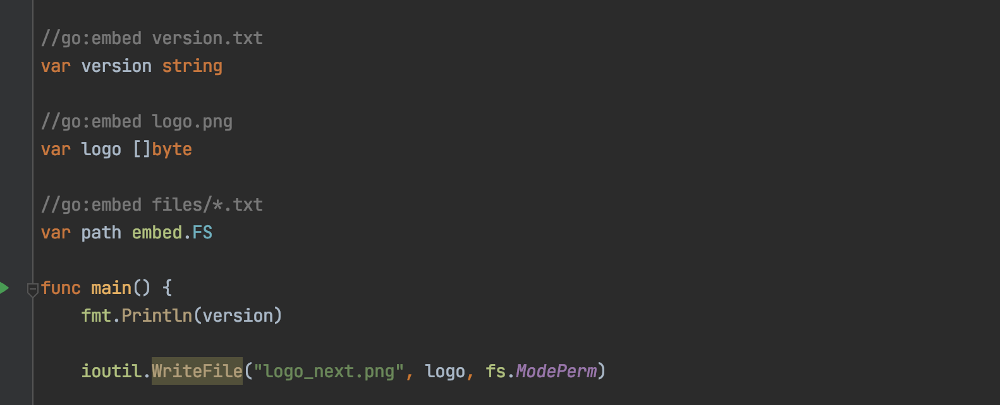 //go:embed version.txt
var version string
//go:embed logo.png
var logo []byte
//go:embed files/*.txt
var path embed.FS
func main() {
fmt.Println(version)
ioutil.WriteFile("logo_next.png", logo, fs.ModePerm)